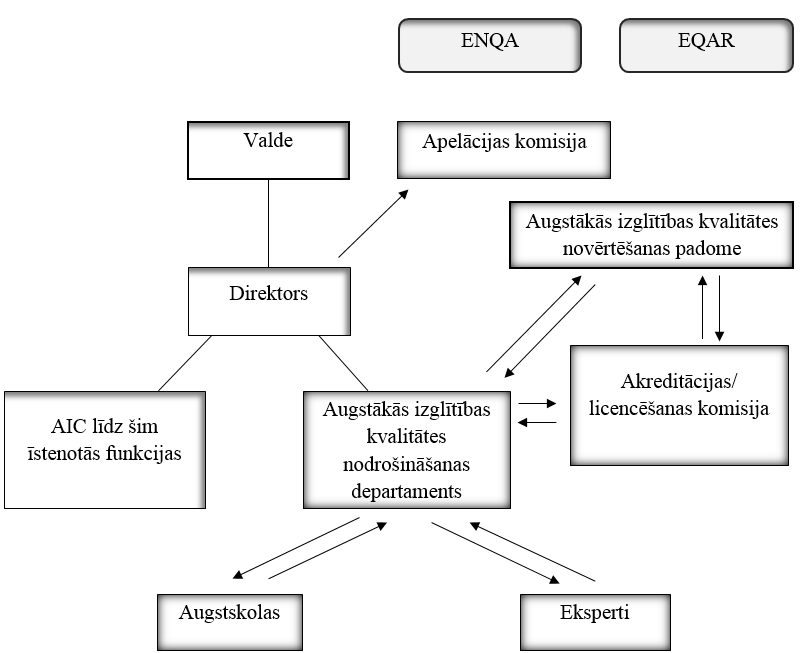 ENQA
EQAR
Valde
Apelācijas komisija
Augstākās izglītības kvalitātes
novērtēšanas padome
Direktors
Akreditācijas/
licencēšanas komisija
AIC līdz šim
īstenotās funkcijas
Augstākās izglītības
kvalitātes
nodrošināšanas
departaments
Augstskolas
Eksperti